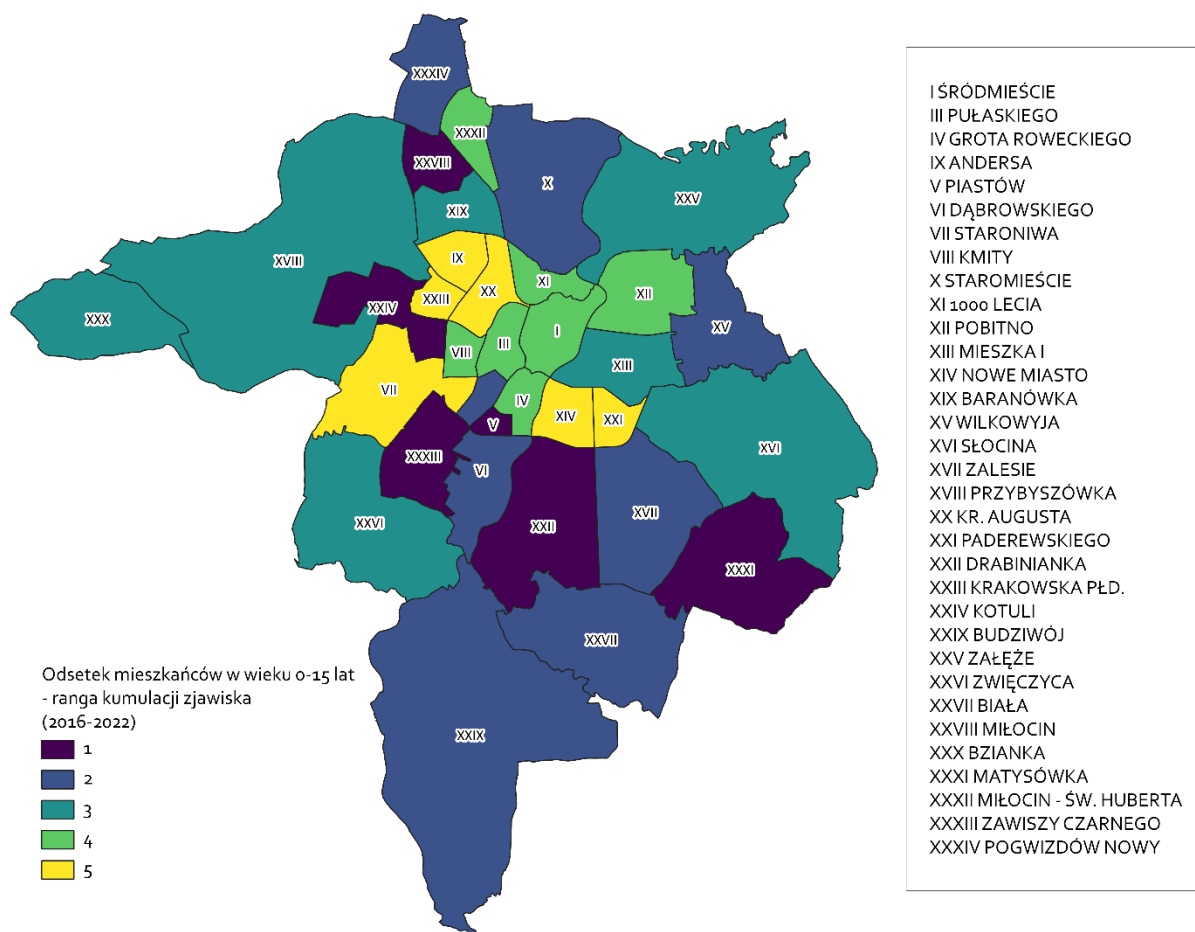 XXXIV
XXXII
XXVIII
X
XXV
XIX
XVIII
IX
XX
XI
XII
XXIII
XXIV
XXX
I
XV
III
VIII
XIII
VII
IV
XIV
XXI
V
XVI
XXXIII
VI
XXII
XVII
XXVI
XXXI
XXVII
XXIX
Odsetek mieszkańców w wieku 0-15 lat
- ranga kumulacji zjawiska
(2016-2022)
1
2
3
4
5
I ŚRÓDMIEŚCIE
III PUŁASKIEGO
IV GROTA ROWECKIEGO
IX ANDERSA
V PIASTÓW
VI DĄBROWSKIEGO
VII STARONIWA
VIII KMITY
X STAROMIEŚCIE
XI 1000 LECIA
XII POBITNO
XIII MIESZKA I
XIV NOWE MIASTO
XIX BARANÓWKA
XV WILKOWYJA
XVI SŁOCINA
XVII ZALESIE
XVIII PRZYBYSZÓWKA
XX KR. AUGUSTA
XXI PADEREWSKIEGO
XXII DRABINIANKA
XXIII KRAKOWSKA PŁD.
XXIV KOTULI
XXIX BUDZIWÓJ
XXV ZAŁĘŻE
XXVI ZWIĘCZYCA
XXVII BIAŁA
XXVIII MIŁOCIN
XXX BZIANKA
XXXI MATYSÓWKA
XXXII MIŁOCIN - ŚW. HUBERTA
XXXIII ZAWISZY CZARNEGO
XXXIV POGWIZDÓW NOWY